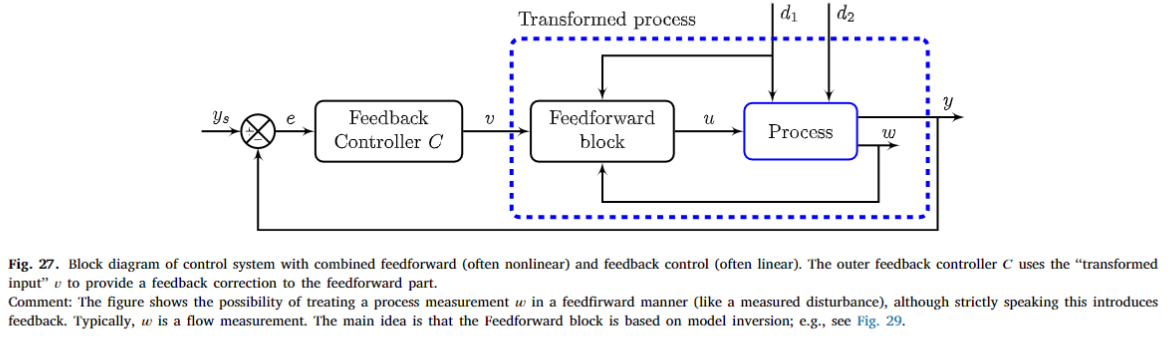 Transformed process
d₁
d₂
yₛ
e
Feedback
Controller C
v
Feedforward
block
u
Process
y
w
Fig. 27. Block diagram of control system with combined feedforward (often nonlinear) and feedback control (often linear). The outer feedback controller C uses the “transformed
input” v to provide a feedback correction to the feedforward part.
Comment: The figure shows the possibility of treating a process measurement w in a feedfirward manner (like a measured disturbance), although strictly speaking this introduces
feedback. Typically, w is a flow measurement. The main idea is that the Feedforward block is based on model inversion; e.g., see Fig. 29.